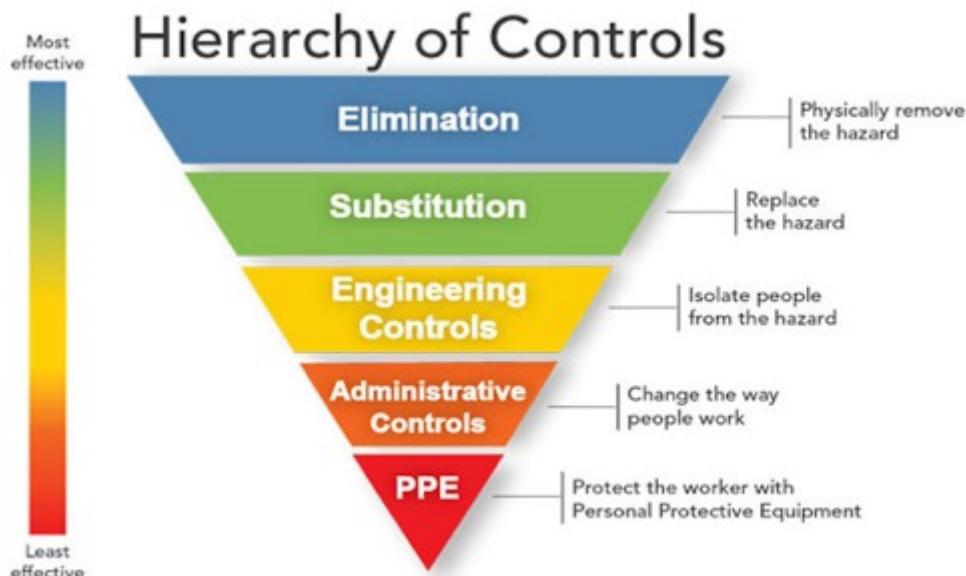 Hierarchy of Controls
Most
effective
Elimination
Physically remove
the hazard
Substitution
Replace
the hazard
Engineering
Controls
Isolate people
from the hazard
Administrative
Controls
Change the way
people work
PPE
Protect the worker with
Personal Protective Equipment
Least
effective